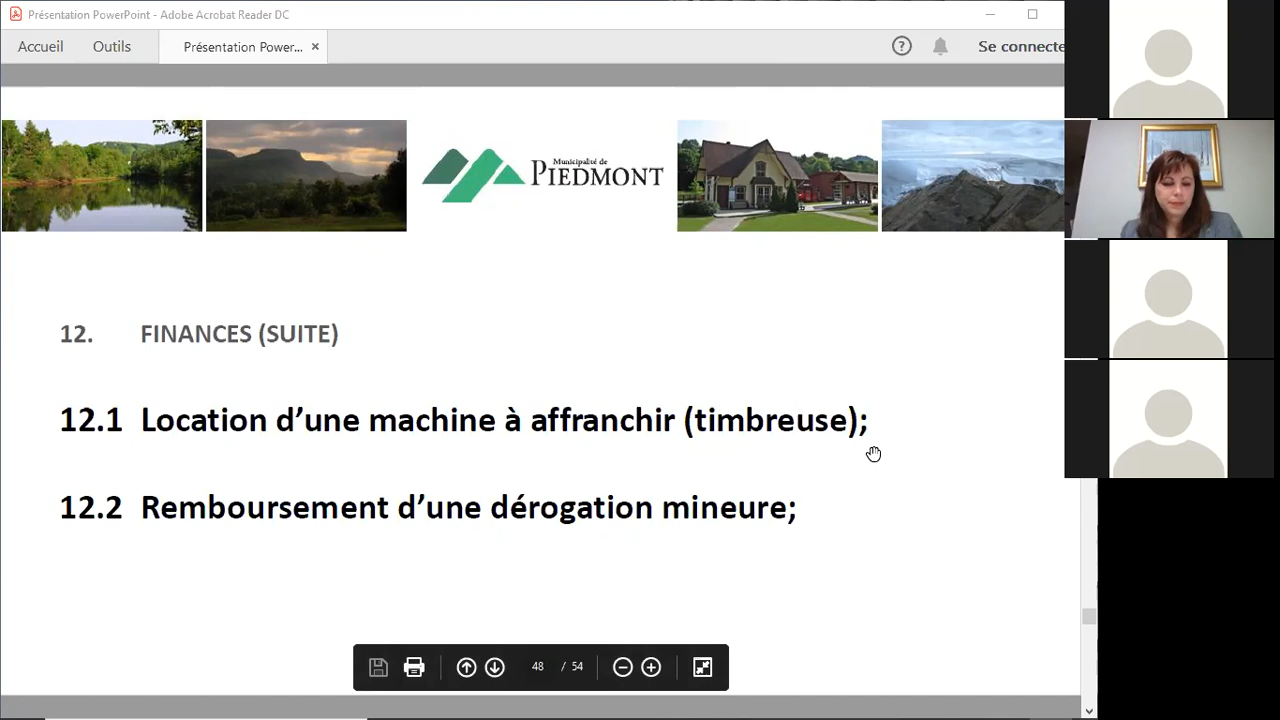 Présentation PowerPoint - Adobe Acrobat Reader DC
Accueil
Outils
Présentation Power...
Se connecte
Municipalité de
PIEDMONT
12. FINANCES (SUITE)
12.1 Location d’une machine à affranchir (timbreuse);
12.2 Remboursement d’une dérogation mineure;
48 / 54